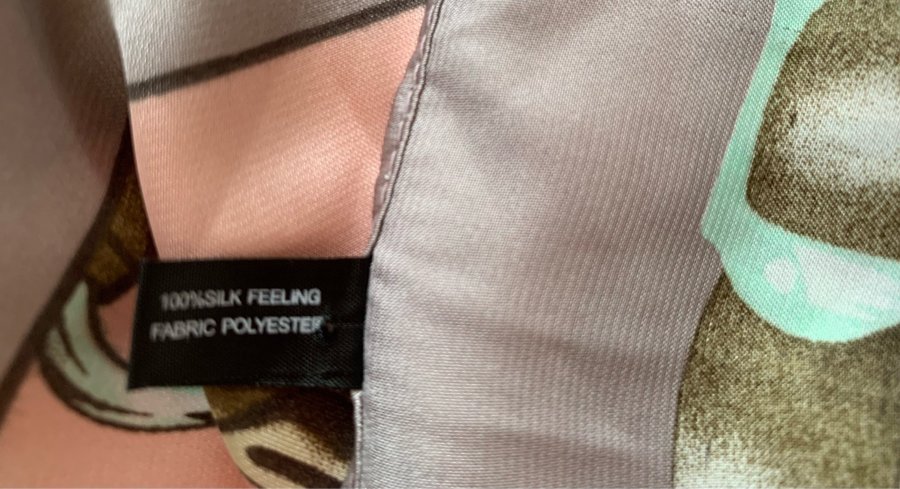 100%SILK FEELING
FABRIC POLYESTER